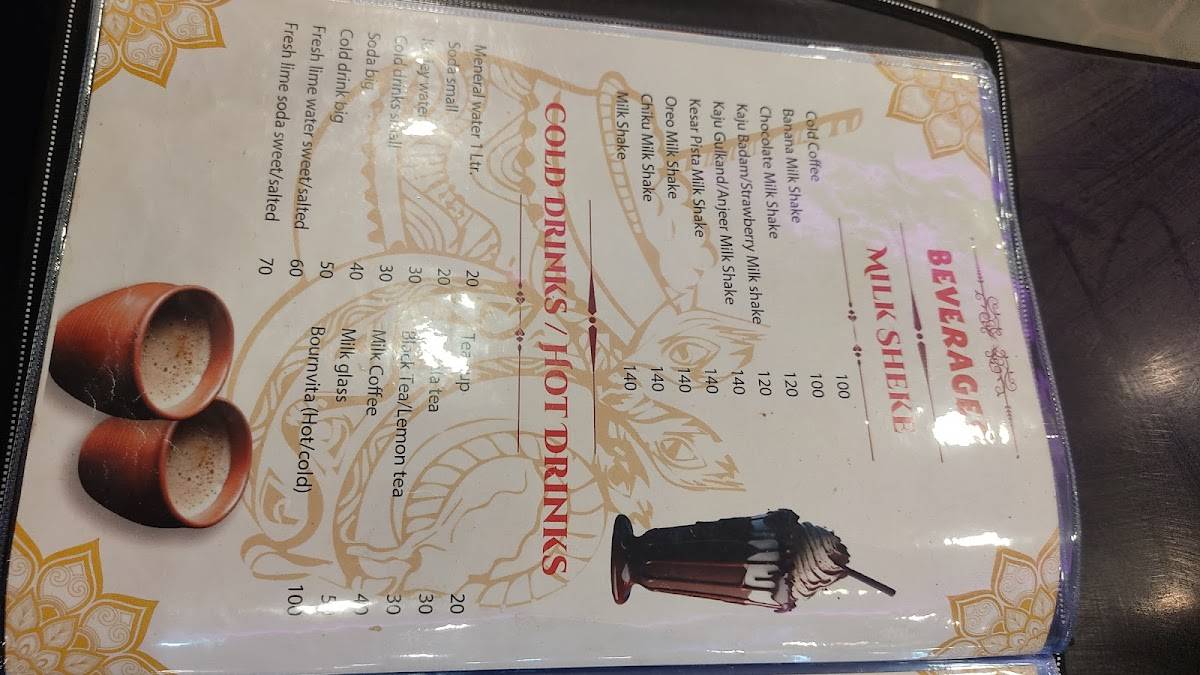 BEVERAGES
MILK SHEKE
Cold Coffee 100
Banana Milk Shake 100
Chocolate Milk Shake 120
Kaju Badam/Strawberry Milk shake 120
Kaju Gulkand/Anjeer Milk Shake 140
Kesar PIsta Milk Shake 140
Oreo Milk Shake 140
Chiku Milk Shake 140
Milk Shake 140
COLD DRINKS / HOT DRINKS
Meneral water 1 Ltr. 20
Soda small 20
water 30
Cold drinks small 30
Soda big 40
Cold drink big 50
Fresh lime water sweet/salted 60
Fresh lime soda sweet/salted 70
Tea 20
tea 30
Black Tea/Lemon tea 30
Milk Coffee 40
Milk glass
Bournvita (Hot/cold) 100